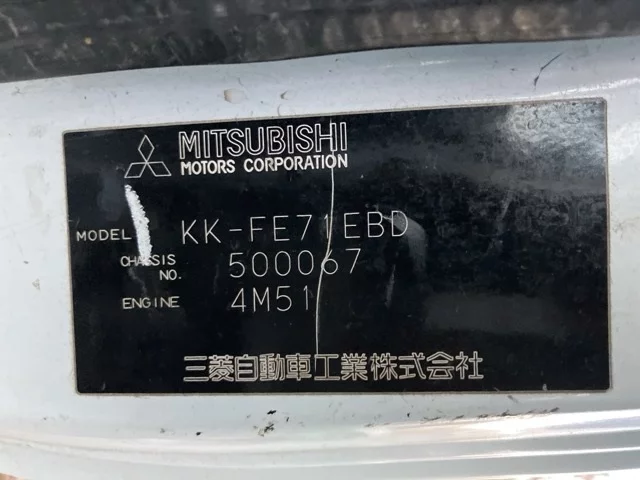 MITSUBISHI
MOTORS CORPORATION
MODEL KK-FE71EBD
CHASSIS NO. 500067
ENGINE 4M51
三菱自動車工業株式会社